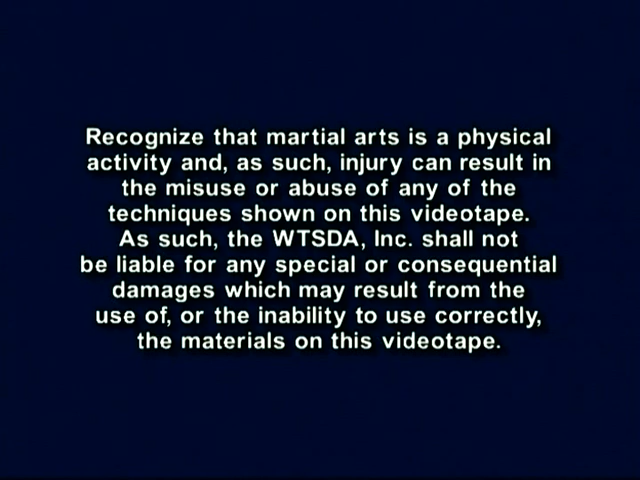 Recognize that martial arts is a physical
activity and, as such, injury can result in
the misuse or abuse of any of the
techniques shown on this videotape.
As such, the WTSDA, Inc. shall not
be liable for any special or consequential
damages which may result from the
use of, or the inability to use correctly,
the materials on this videotape.